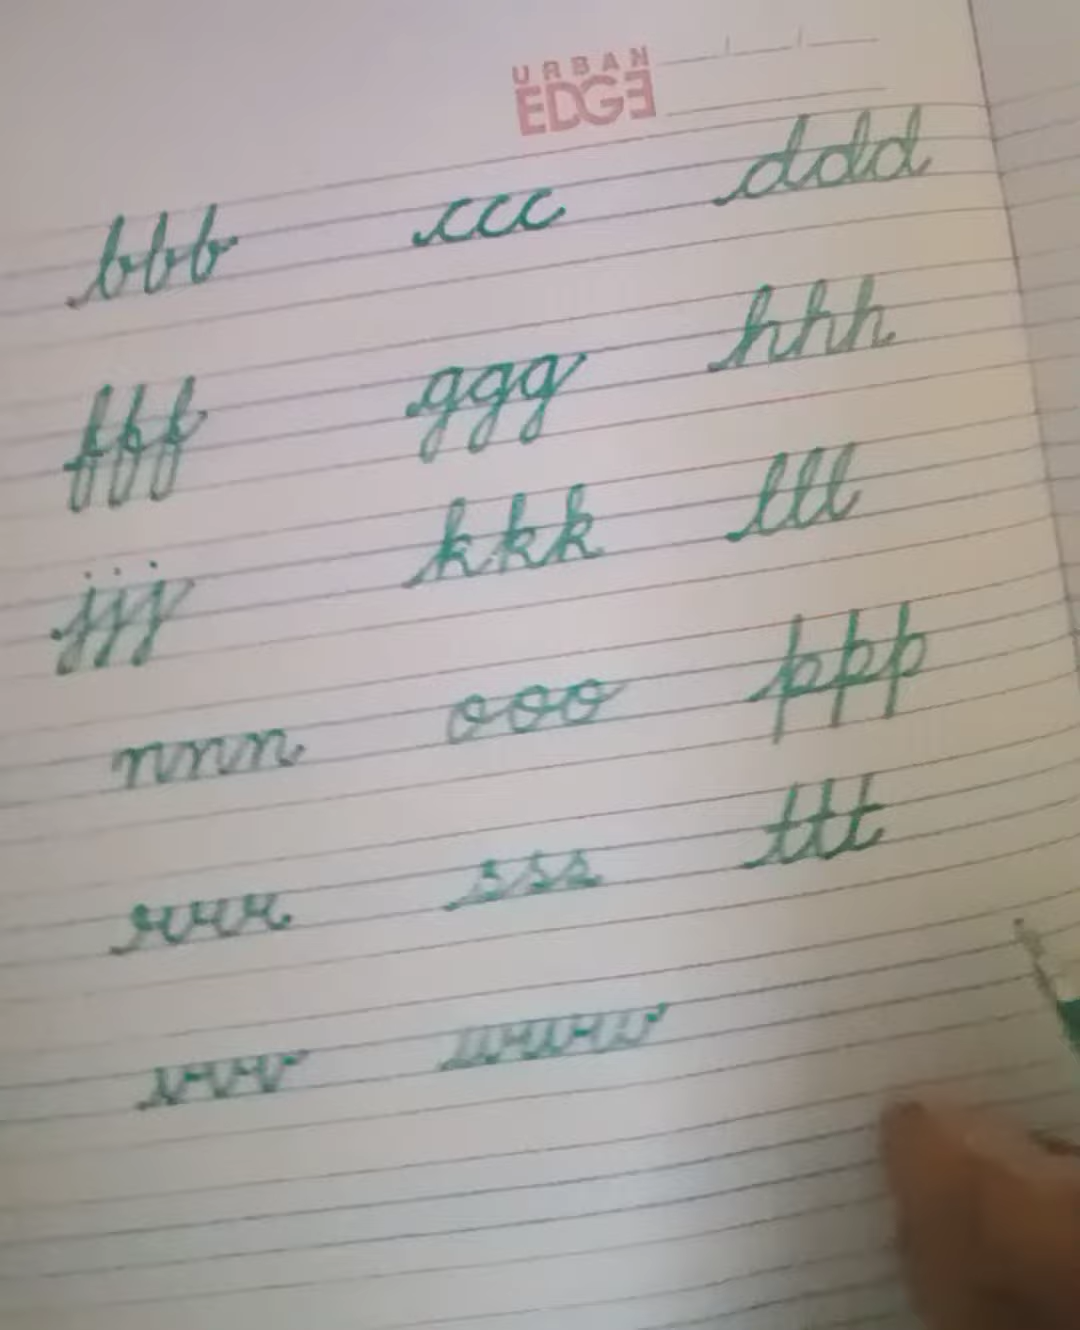 URBAN
EDGE
bbb ccc ddd
fff ggg hhh
jjj kkk lll
nnn ooo ppp
rrr sss ttt
vvv www